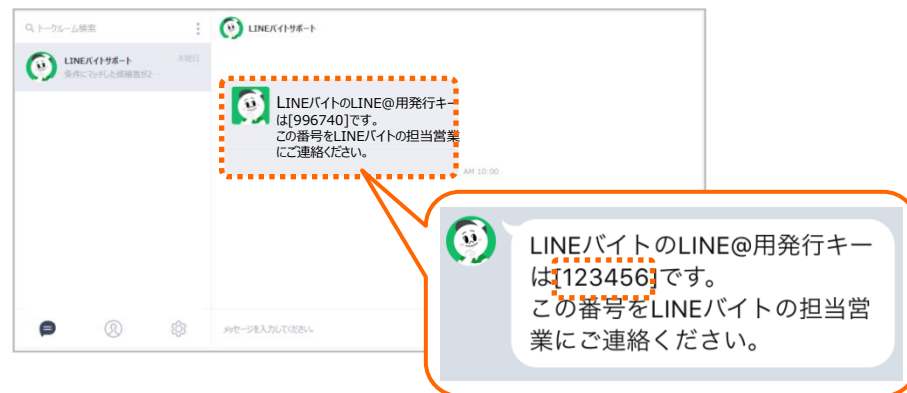 トークルーム検索
LINEバイトサポート
LINEバイトサポート
木曜日
条件にマッチした候補者が2…
LINEバイトのLINE@用発行キー
は[996740]です。
この番号をLINEバイトの担当営業
にご連絡ください。
AM 10:00
LINEバイトのLINE@用発行キー
は[123456]です。
この番号をLINEバイトの担当営
業にご連絡ください。
メッセージを入力してください。